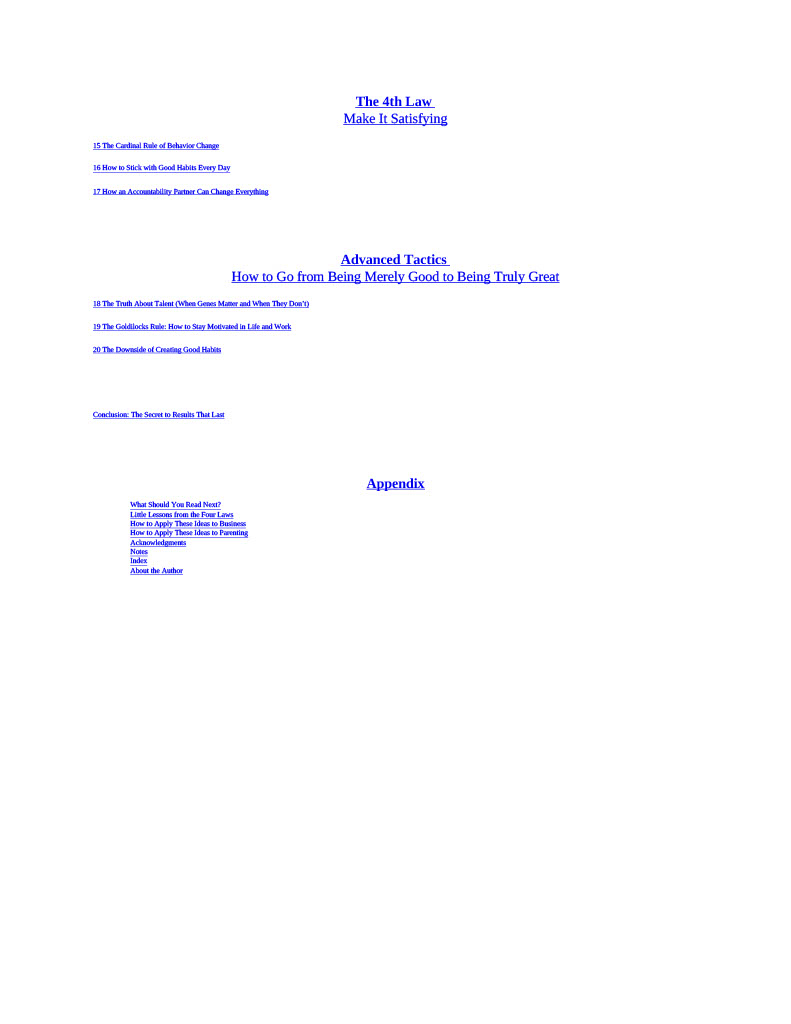 The 4th Law
Make It Satisfying
15 The Cardinal Rule of Behavior Change
16 How to Stick with Good Habits Every Day
17 How an Accountability Partner Can Change Everything
Advanced Tactics
How to Go from Being Merely Good to Being Truly Great
18 The Truth About Talent (When Genes Matter and When They Don’t)
19 The Goldilocks Rule: How to Stay Motivated in Life and Work
20 The Downside of Creating Good Habits
Conclusion: The Secret to Results That Last
Appendix
What Should You Read Next?
Little Lessons from the Four Laws
How to Apply These Ideas to Business
How to Apply These Ideas to Parenting
Acknowledgments
Notes
Index
About the Author